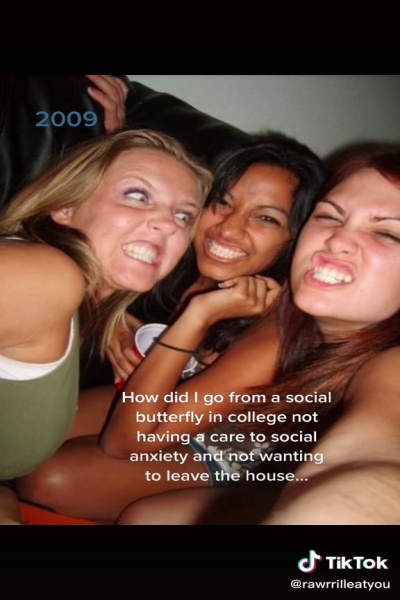 2009
How did I go from a social
butterfly in college not
having a care to social
anxiety and not wanting
to leave the house...
TikTok
@rawrrilleatyou